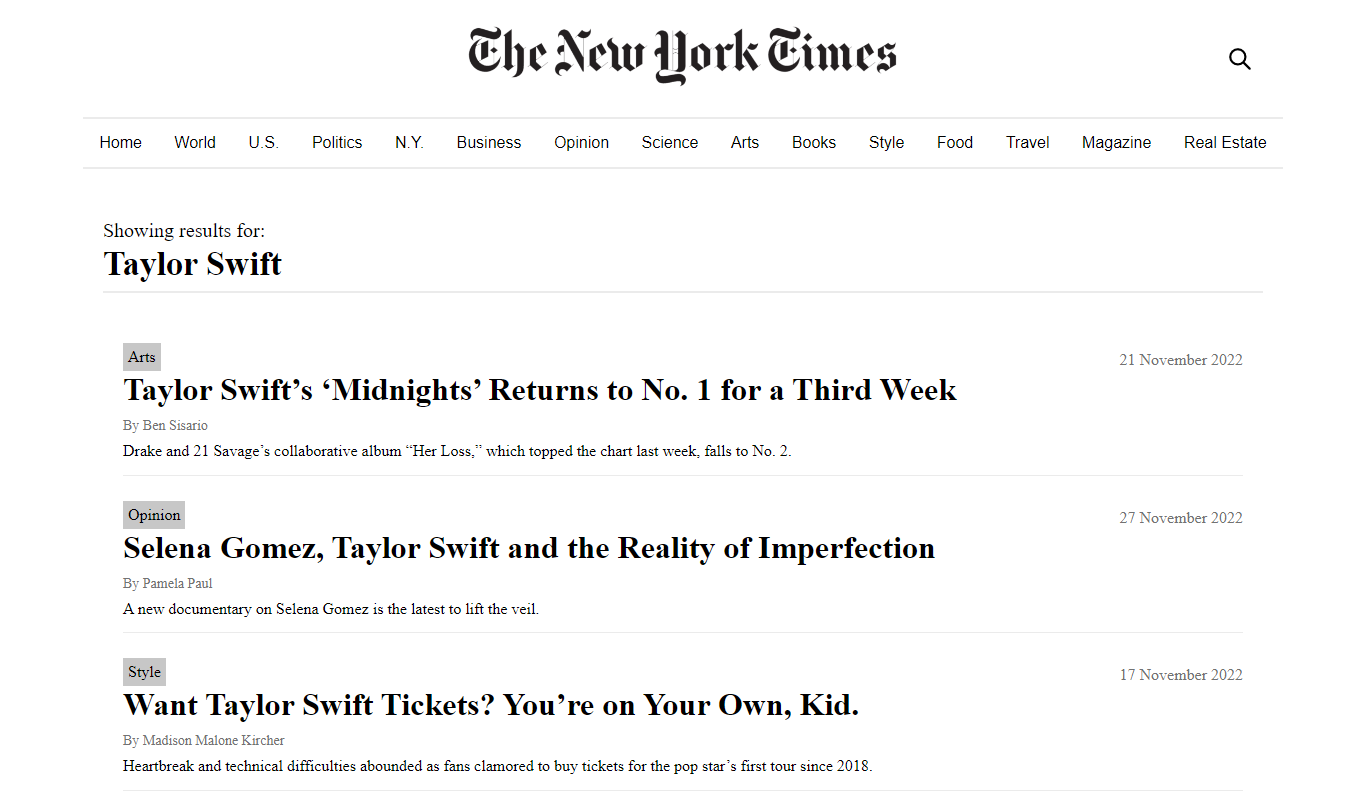 The New York Times
Home World U.S. Politics N.Y. Business Opinion Science Arts Books Style Food Travel Magazine Real Estate
Showing results for:
Taylor Swift
Arts
21 November 2022
Taylor Swift’s ‘Midnights’ Returns to No. 1 for a Third Week
By Ben Sisario
Drake and 21 Savage’s collaborative album “Her Loss,” which topped the chart last week, falls to No. 2.
Opinion
27 November 2022
Selena Gomez, Taylor Swift and the Reality of Imperfection
By Pamela Paul
A new documentary on Selena Gomez is the latest to lift the veil.
Style
17 November 2022
Want Taylor Swift Tickets? You’re on Your Own, Kid.
By Madison Malone Kircher
Heartbreak and technical difficulties abounded as fans clamored to buy tickets for the pop star’s first tour since 2018.